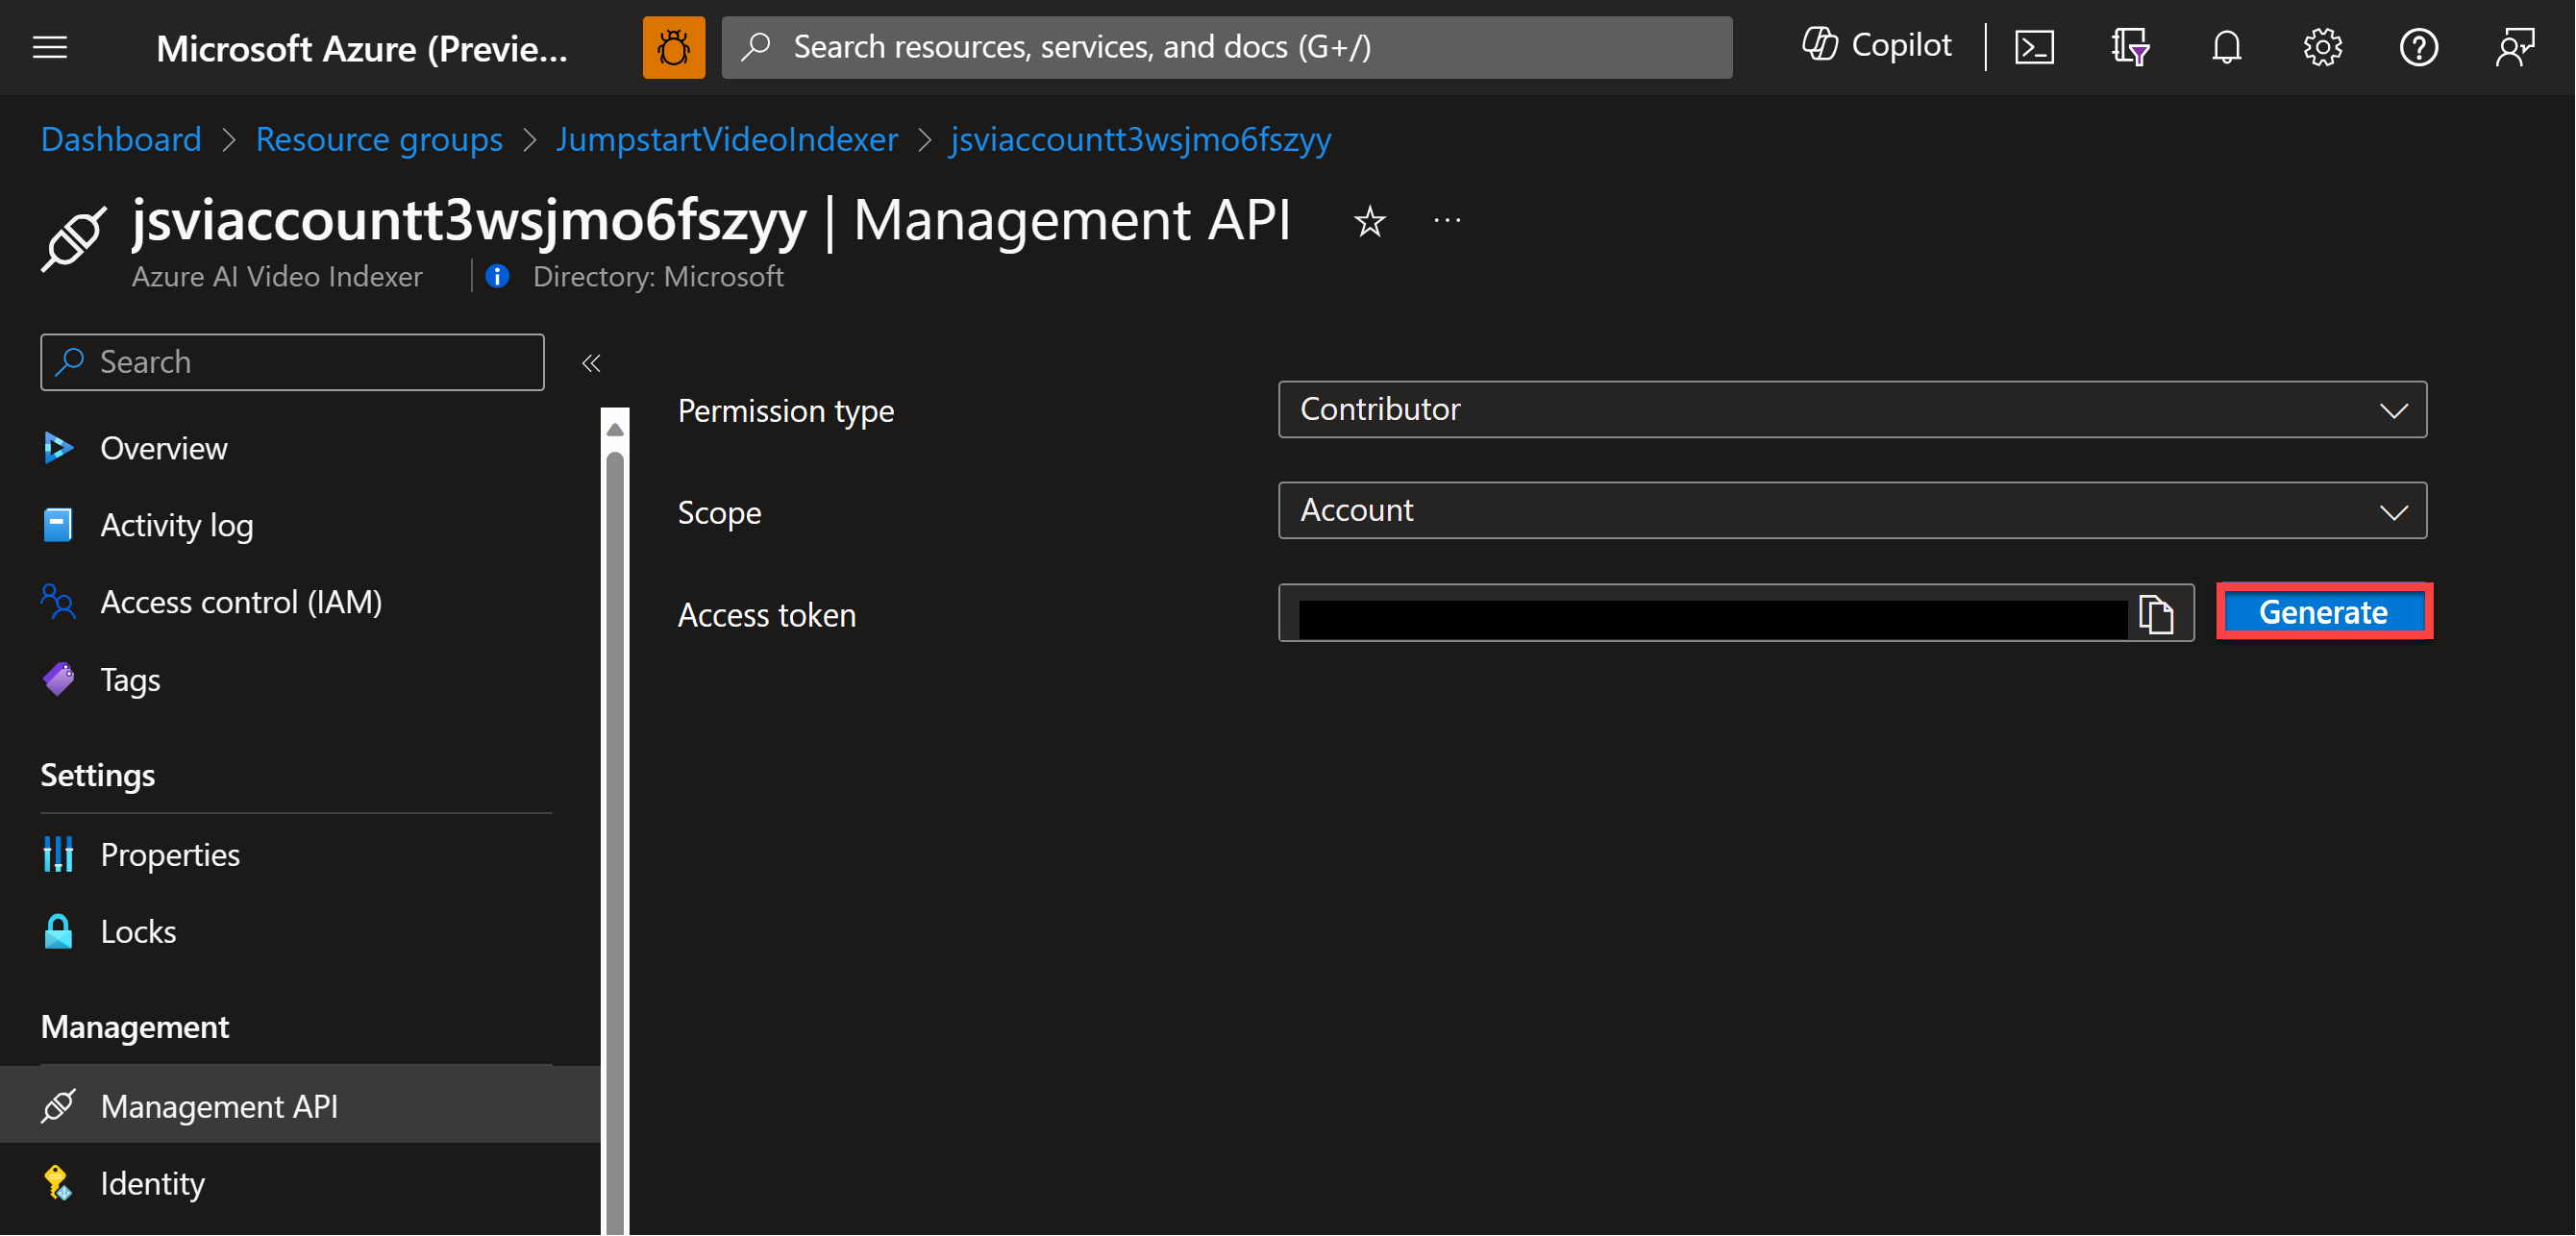 Microsoft Azure (Previe...
Search resources, services, and docs (G+/)
Copilot
Dashboard > Resource groups > JumpstartVideoIndexer > jsviaccountt3wsjmo6fszyy
jsviaccountt3wsjmo6fszyy | Management API
Azure AI Video Indexer
Directory: Microsoft
Search
Overview
Activity log
Access control (IAM)
Tags
Settings
Properties
Locks
Management
Management API
Identity
Permission type
Contributor
Scope
Account
Access token
Generate